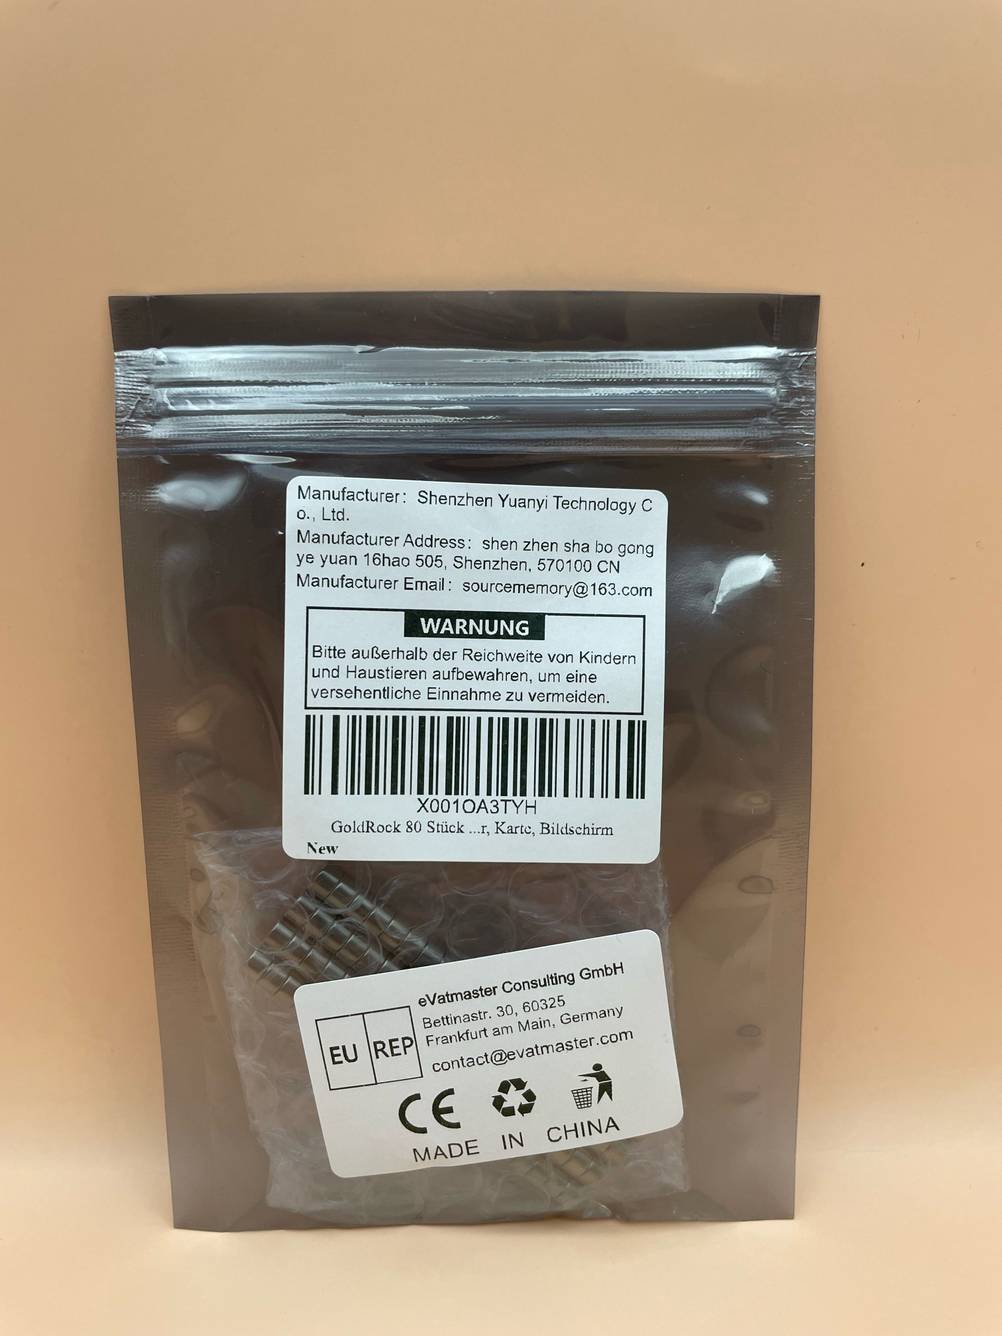 Manufacturer: Shenzhen Yuanyi Technology C
o., Ltd.
Manufacturer Address: shen zhen sha bo gong
ye yuan 16hao 505, Shenzhen, 570100 CN
Manufacturer Email: sourcememory@163.com
WARNUNG
Bitte außerhalb der Reichweite von Kindern
und Haustieren aufbewahren, um eine
versehentliche Einnahme zu vermeiden.
X001OA3TYH
GoldRock 80 Stück ...r, Karte, Bildschirm
New
eVatmaster Consulting GmbH
Bettinastr. 30, 60325
Frankfurt am Main, Germany
contact@evatmaster.com
EU REP
CE
MADE IN CHINA